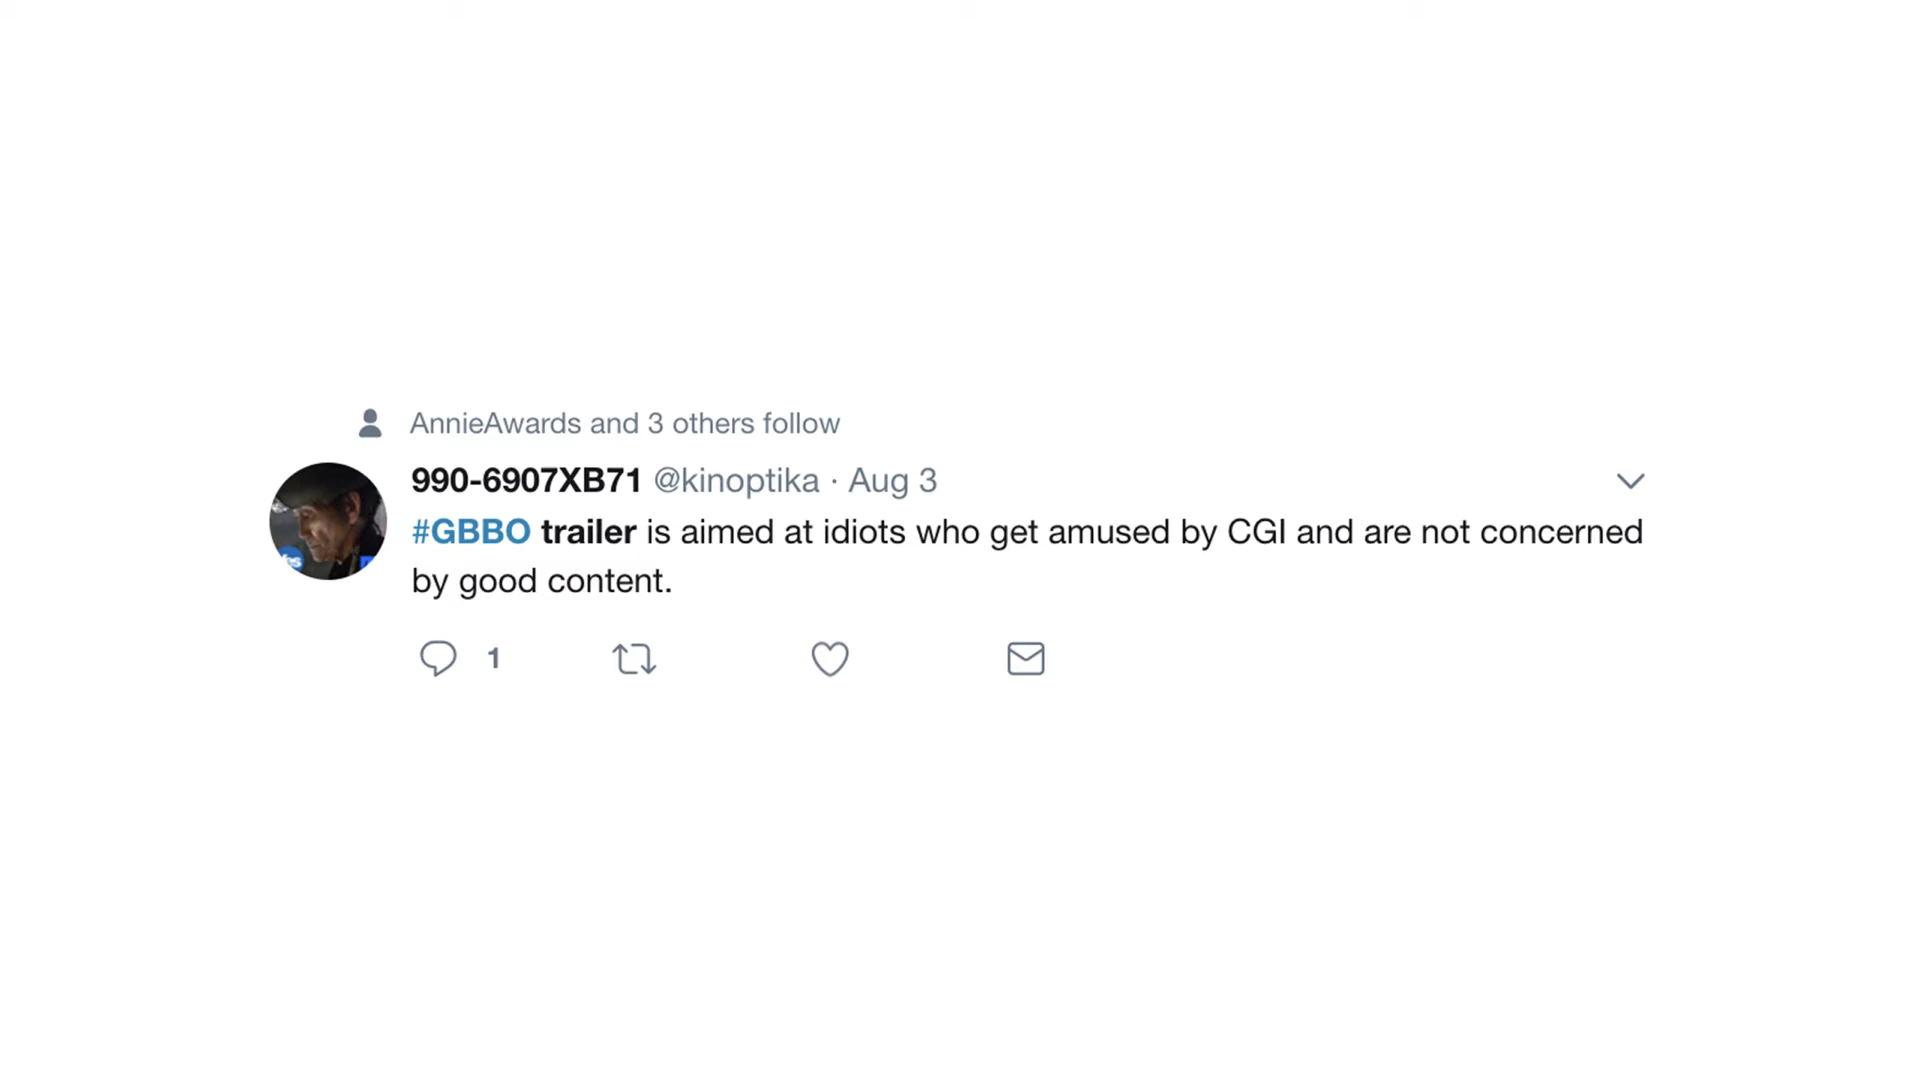 AnnieAwards and 3 others follow
990-6907XB71 @kinoptika · Aug 3
#GBBO trailer is aimed at idiots who get amused by CGI and are not concerned
by good content.
1